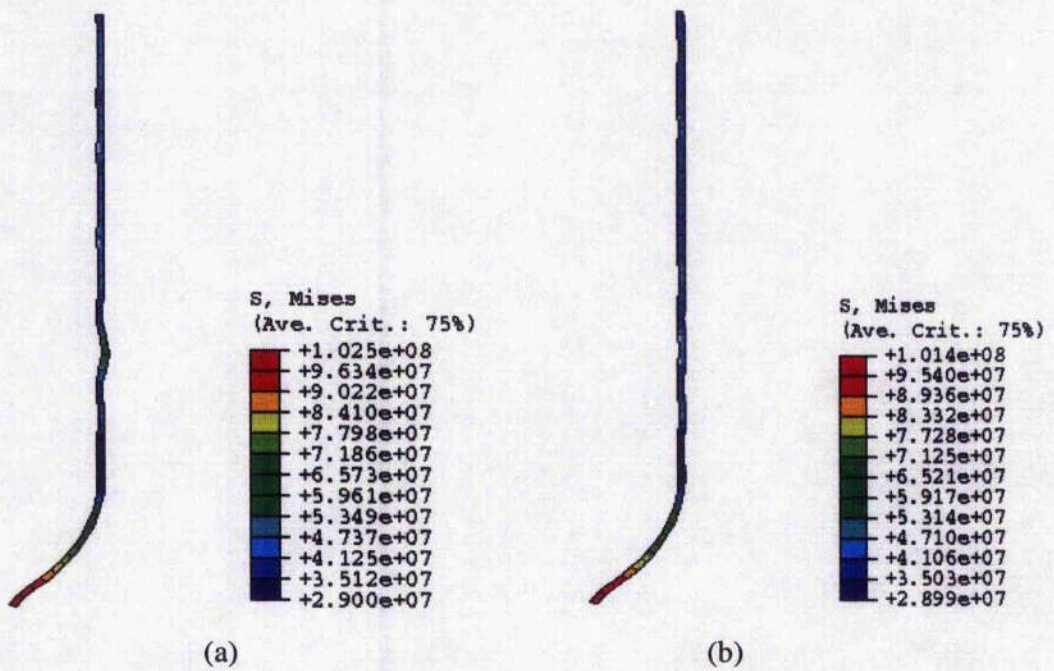 S, Mises
(Ave. Crit.: 75%)
+1.025e+08
+9.634e+07
+9.022e+07
+8.410e+07
+7.798e+07
+7.186e+07
+6.573e+07
+5.961e+07
+5.349e+07
+4.737e+07
+4.125e+07
+3.512e+07
+2.900e+07
(a)
S, Mises
(Ave. Crit.: 75%)
+1.014e+08
+9.540e+07
+8.936e+07
+8.332e+07
+7.728e+07
+7.125e+07
+6.521e+07
+5.917e+07
+5.314e+07
+4.710e+07
+4.106e+07
+3.503e+07
+2.899e+07
(b)